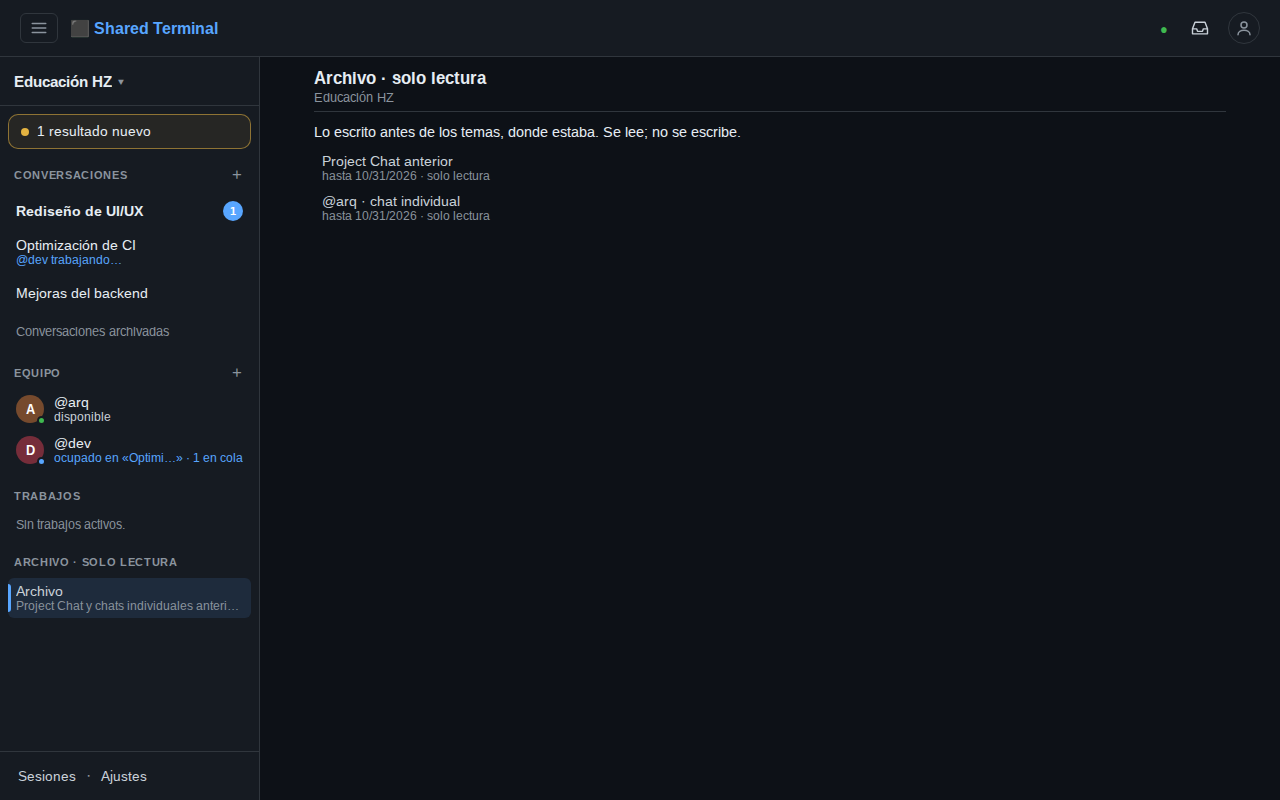 Shared Terminal
Educación HZ
1 resultado nuevo
CONVERSACIONES
Rediseño de UI/UX
1
Optimización de CI
@dev trabajando…
Mejoras del backend
Conversaciones archivadas
EQUIPO
A
@arq
disponible
D
@dev
ocupado en «Optimi…» · 1 en cola
TRABAJOS
Sin trabajos activos.
ARCHIVO · SOLO LECTURA
Archivo
Project Chat y chats individuales anteri…
Sesiones · Ajustes
Archivo · solo lectura
Educación HZ
Lo escrito antes de los temas, donde estaba. Se lee; no se escribe.
Project Chat anterior
hasta 10/31/2026 · solo lectura
@arq · chat individual
hasta 10/31/2026 · solo lectura